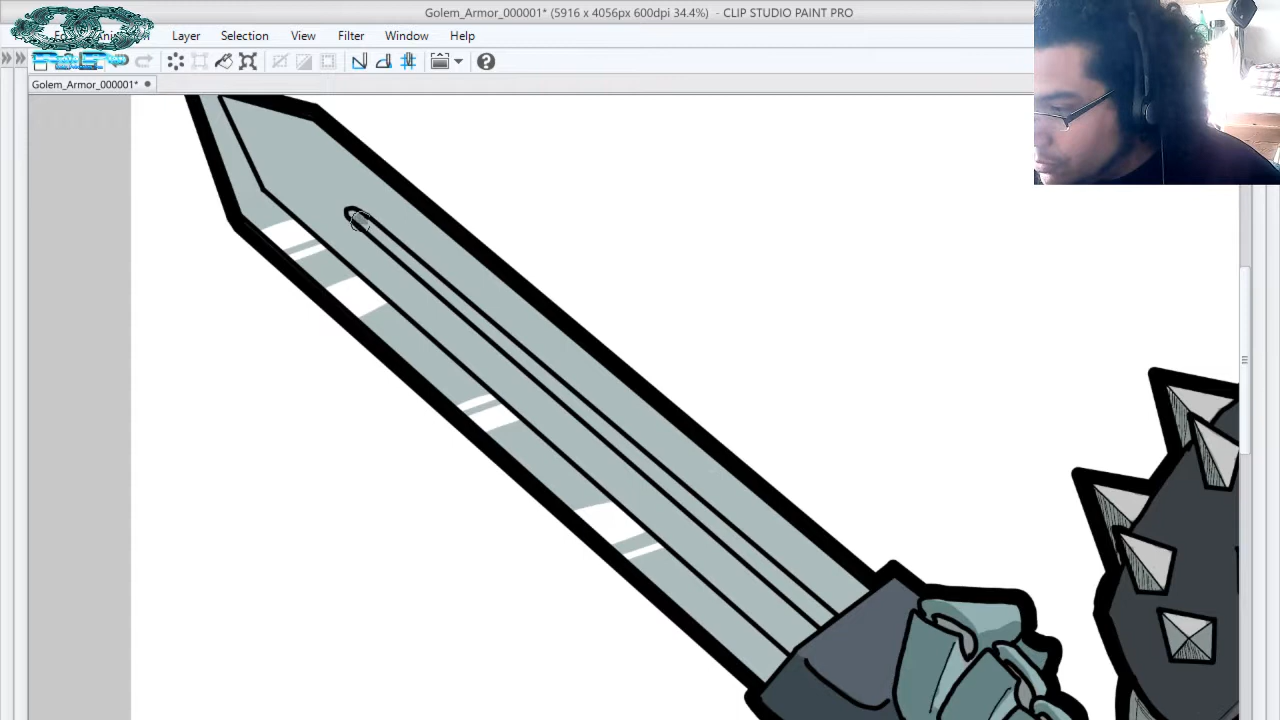 Golem_Armor_000001* (5916 x 4056px 600dpi 34.4%)  - CLIP STUDIO PAINT PRO
Layer Selection View Filter Window Help
Golem_Armor_000001*